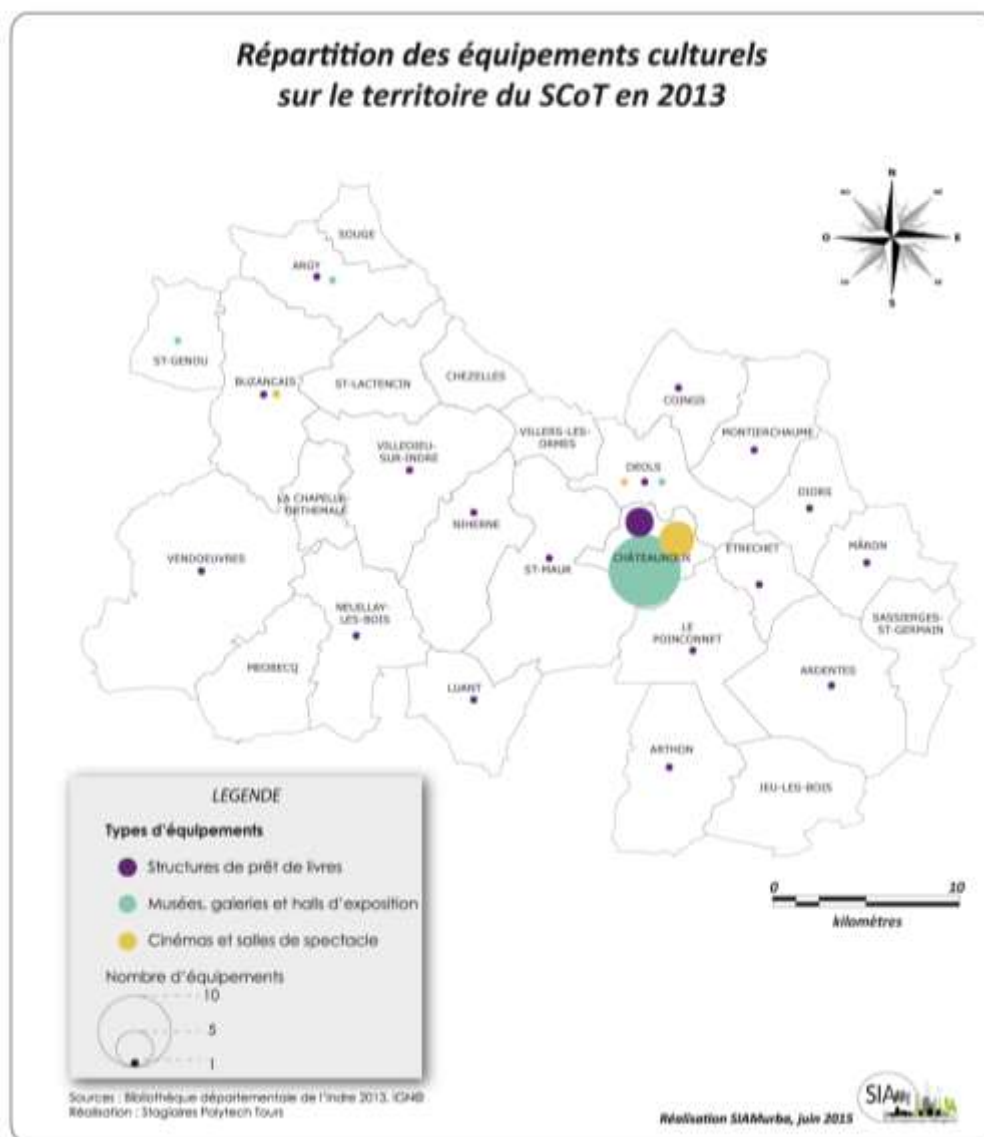 Répartition des équipements culturels
sur le territoire du SCoT en 2013
N
O
E
S
SOUGE
ARGY
ST-GENOU
BUZANCAIS
ST-LACTENCIN
CHEZELLES
COINGS
MONTIERCHAUME
VILLERS-LES-
ORMES
VILLEDIEU-
SUR-INDRE
DEOLS
DIORS
LA CHAPELLE-
ORTHEMALE
NIHERNE
VENDOEUVRES
ST-MAUR
CHÂTEAUROUX
ETRECHET
MÂRON
NEUILLAY-
LES-BOIS
LE
POINCONNET
SASSIERGES-
ST-GERMAIN
MEOBECQ
LUANT
ARDENTES
ARTHON
JEU-LES-BOIS
LEGENDE
Types d'équipements
Structures de prêt de livres
Musées, galeries et halls d'exposition
Cinémas et salles de spectacle
Nombre d'équipements
10
5
1
0 10
kilomètres
Sources : Bibliothèque départementale de l'Indre 2013, IGN®
Réalisation : Stagiaires Polytech Tours
Réalisation SIAMurba, juin 2015